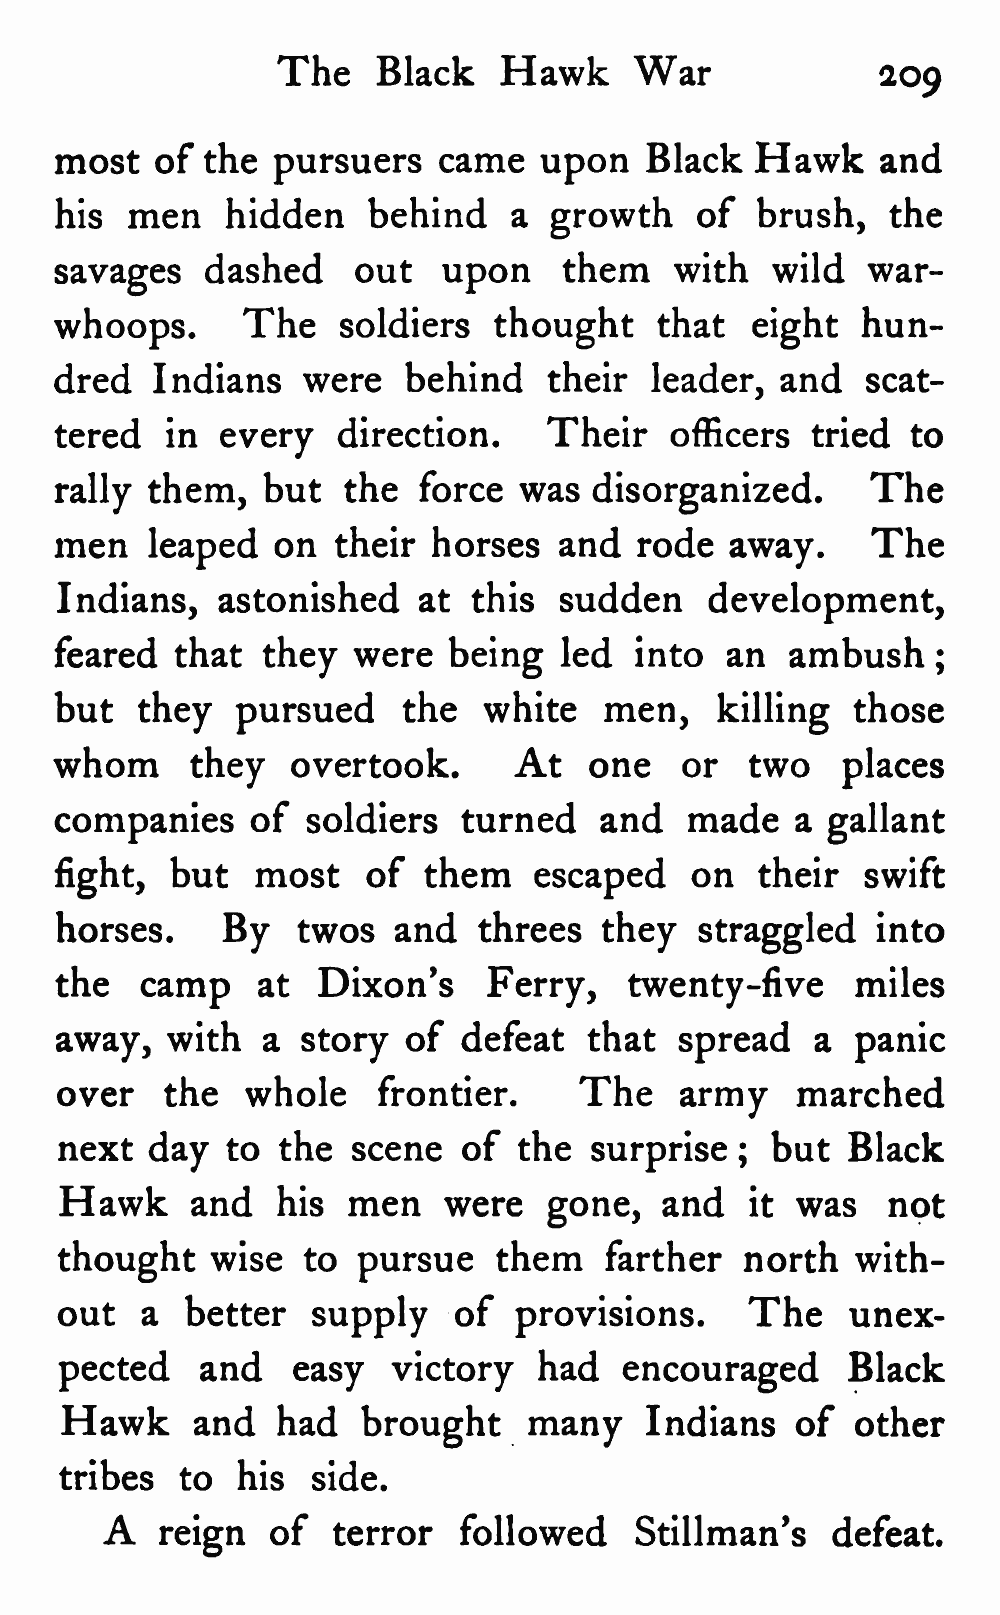 The Black Hawk War 209
most of the pursuers came upon Black Hawk and
his men hidden behind a growth of brush, the
savages dashed out upon them with wild war-
whoops. The soldiers thought that eight hun-
dred Indians were behind their leader, and scat-
tered in every direction. Their officers tried to
rally them, but the force was disorganized. The
men leaped on their horses and rode away. The
Indians, astonished at this sudden development,
feared that they were being led into an ambush ;
but they pursued the white men, killing those
whom they overtook. At one or two places
companies of soldiers turned and made a gallant
fight, but most of them escaped on their swift
horses. By twos and threes they straggled into
the camp at Dixon's Ferry, twenty-five miles
away, with a story of defeat that spread a panic
over the whole frontier. The army marched
next day to the scene of the surprise ; but Black
Hawk and his men were gone, and it was not
thought wise to pursue them farther north with-
out a better supply of provisions. The unex-
pected and easy victory had encouraged Black
Hawk and had brought many Indians of other
tribes to his side.
A reign of terror followed Stillman's defeat.